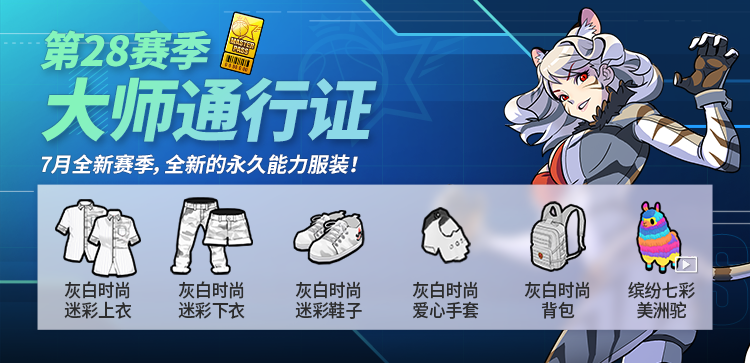 第28赛季
MASTER PASS
大师通行证
7月全新赛季, 全新的永久能力服装!
灰白时尚 灰白时尚 灰白时尚 灰白时尚 灰白时尚 缤纷七彩
迷彩上衣 迷彩下衣 迷彩鞋子 爱心手套 背包 美洲驼